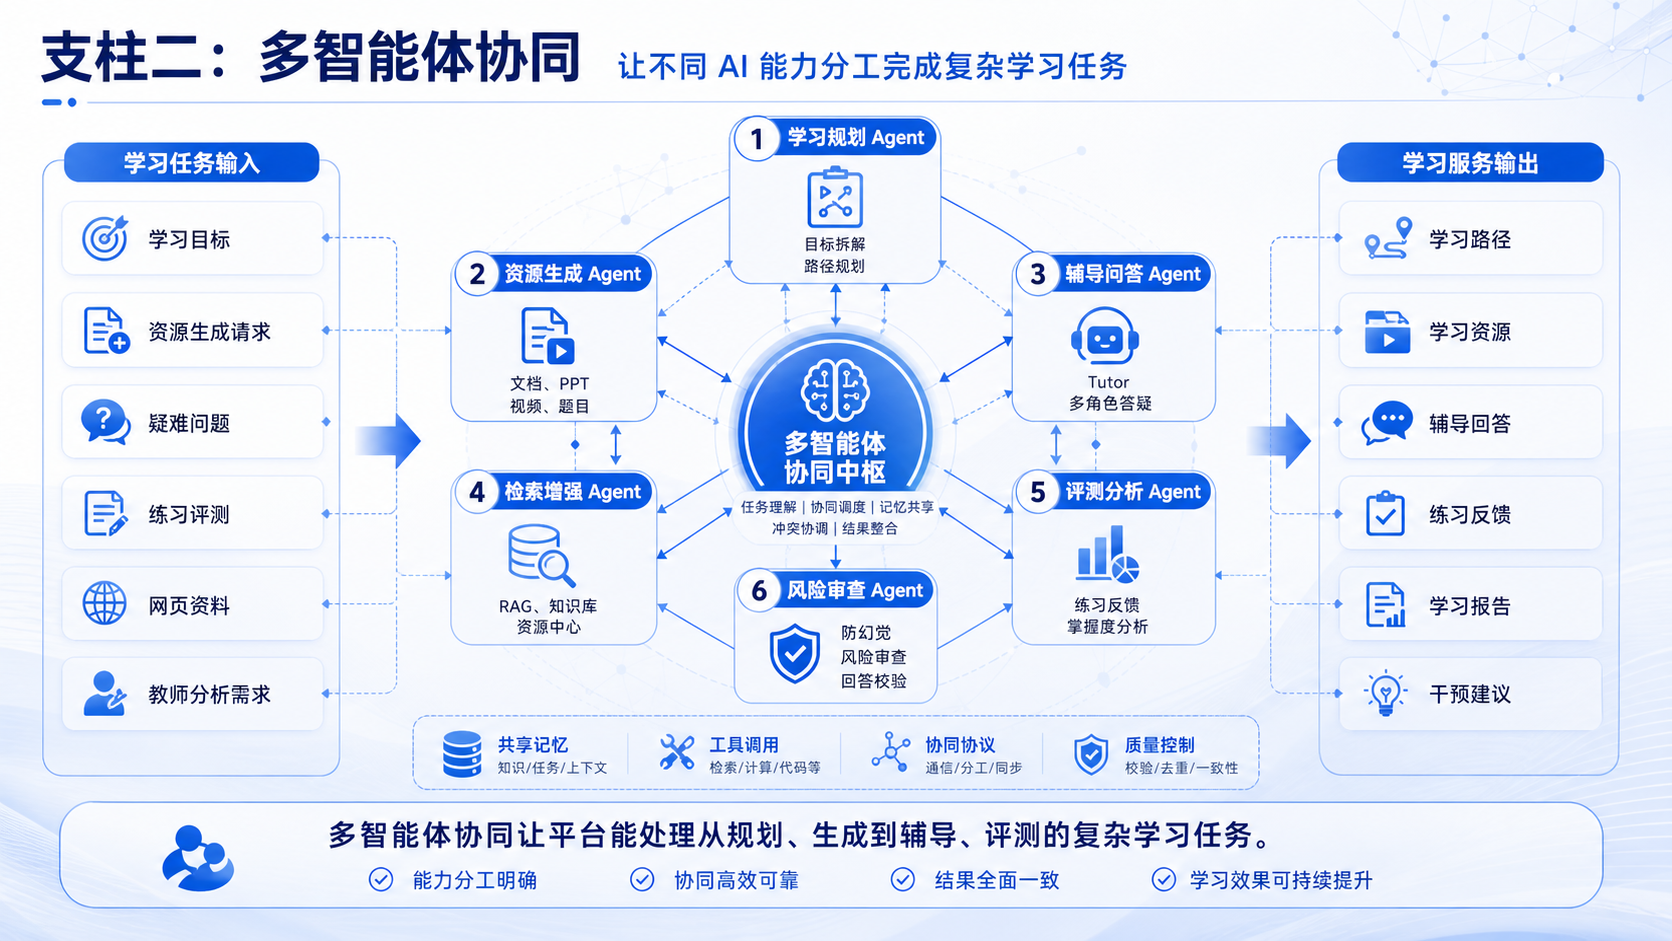 支柱二：多智能体协同
让不同 AI 能力分工完成复杂学习任务
学习任务输入
学习目标
资源生成请求
疑难问题
练习评测
网页资料
教师分析需求
1 学习规划 Agent
目标拆解
路径规划
2 资源生成 Agent
文档、PPT
视频、题目
3 辅导问答 Agent
Tutor
多角色答疑
多智能体
协同中枢
任务理解 | 协同调度 | 记忆共享
冲突协调 | 结果整合
4 检索增强 Agent
RAG、知识库
资源中心
5 评测分析 Agent
练习反馈
掌握度分析
6 风险审查 Agent
防幻觉
风险审查
回答校验
学习服务输出
学习路径
学习资源
辅导回答
练习反馈
学习报告
干预建议
共享记忆
知识/任务/上下文
工具调用
检索/计算/代码等
协同协议
通信/分工/同步
质量控制
校验/去重/一致性
多智能体协同让平台能处理从规划、生成到辅导、评测的复杂学习任务。
能力分工明确
协同高效可靠
结果全面一致
学习效果可持续提升